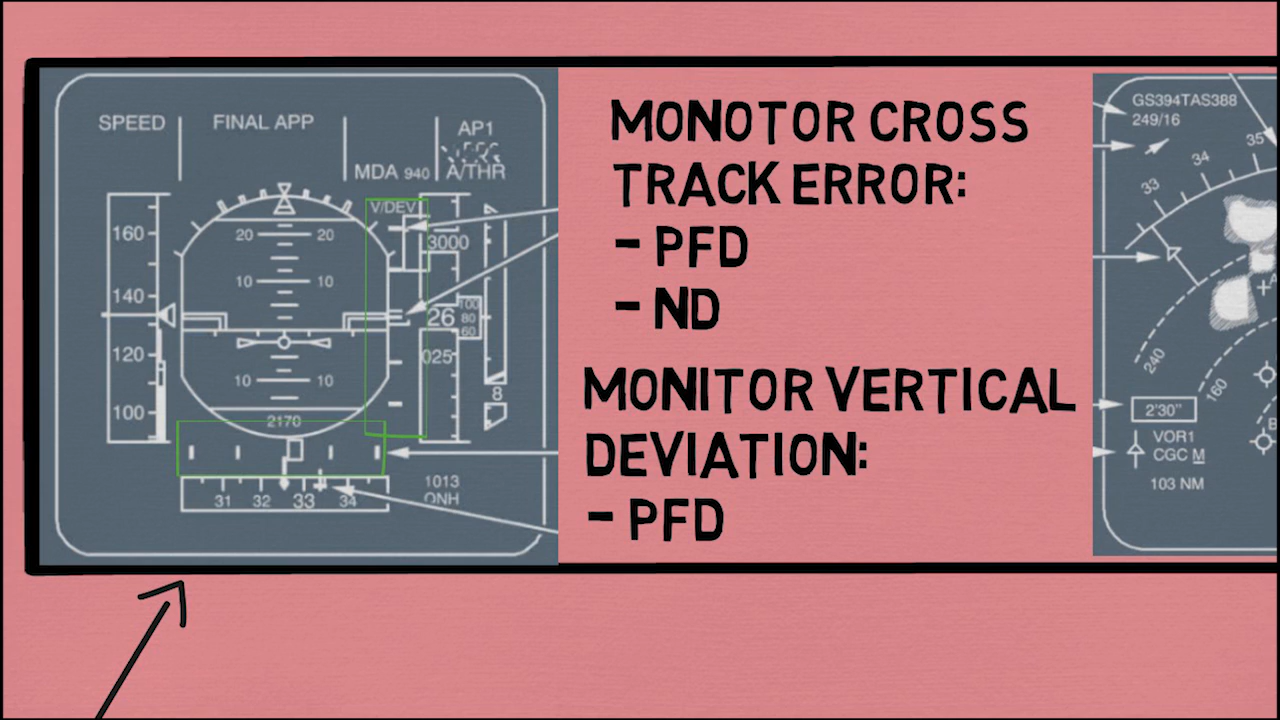 SPEED
FINAL APP
AP1
MDA 940
A/THR
V/DEV
160
140
120
100
20 20
10 10
10 10
2170
3000
26
100
80
60
025
8
31 32 33 34
1013
QNH
MONOTOR CROSS
TRACK ERROR:
- PFD
- ND
MONITOR VERTICAL
DEVIATION:
- PFD
GS394TAS388
249/16
33
34
35
240
160
2'30"
VOR1
CGC M
103 NM